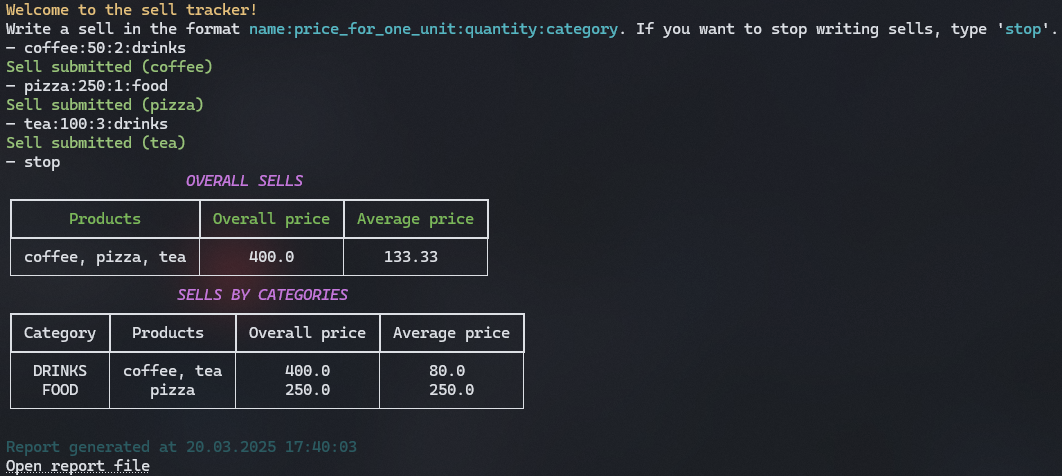 Welcome to the sell tracker!
Write a sell in the format name:price_for_one_unit:quantity:category. If you want to stop writing sells, type 'stop'.
— coffee:50:2:drinks
Sell submitted (coffee)
— pizza:250:1:food
Sell submitted (pizza)
— tea:100:3:drinks
Sell submitted (tea)
— stop
OVERALL SELLS
Products Overall price Average price
coffee, pizza, tea 400.0 133.33
SELLS BY CATEGORIES
Category Products Overall price Average price
DRINKS coffee, tea 400.0 80.0
FOOD pizza 250.0 250.0
Report generated at 20.03.2025 17:40:03
Open report file